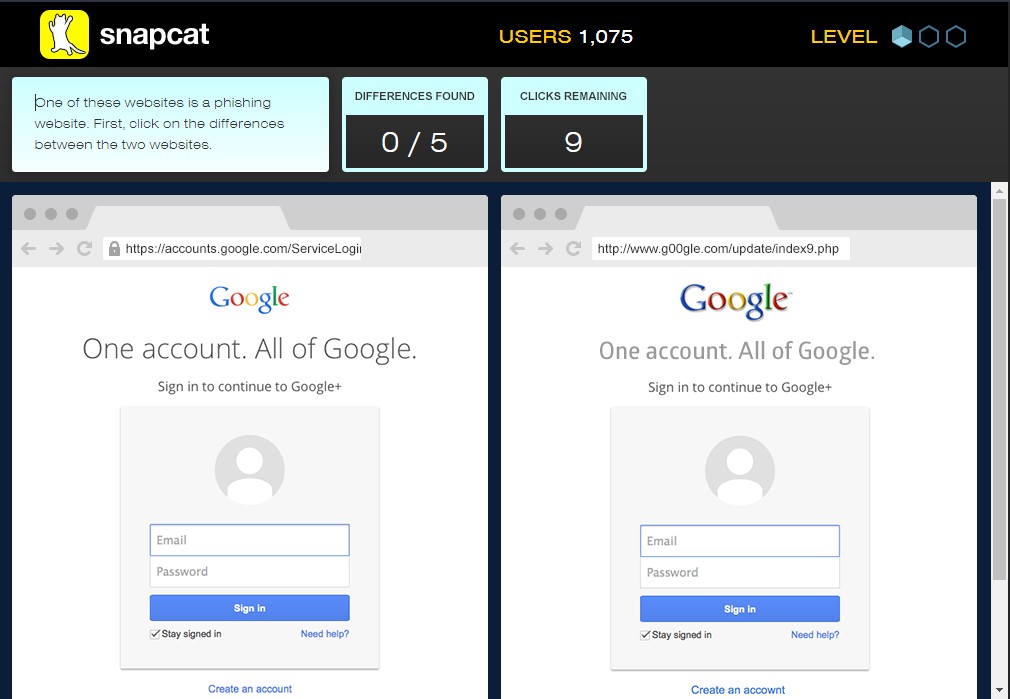 snapcat
USERS 1,075
LEVEL
One of these websites is a phishing
website. First, click on the differences
between the two websites.
DIFFERENCES FOUND
0 / 5
CLICKS REMAINING
9
https://accounts.google.com/ServiceLogin
Google
One account. All of Google.
Sign in to continue to Google+
Email
Password
Sign in
Stay signed in
Need help?
Create an account
http://www.g00gle.com/update/index9.php
Google™
One account. All of Google.
Sign in to continue to Google+
Email
Password
Sign in
Stay signed in
Need help?
Create an accownt